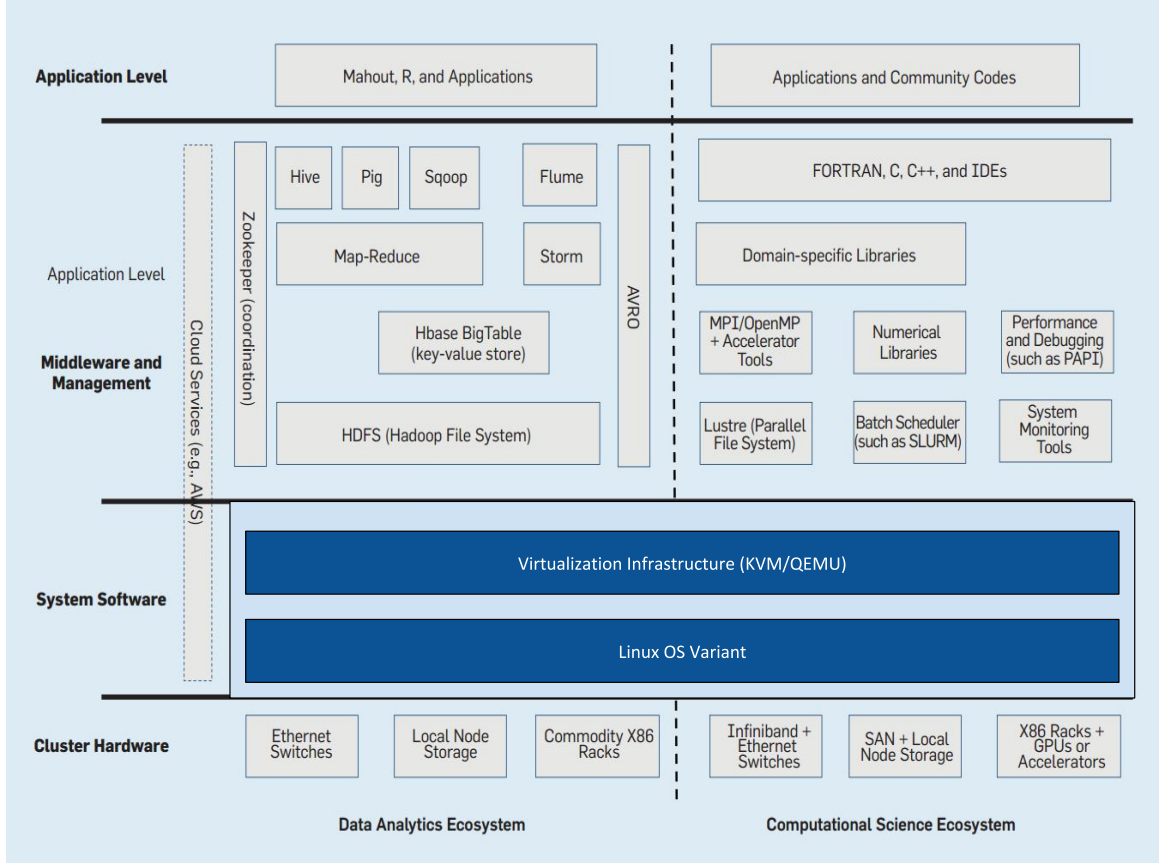 Application Level
Mahout, R, and Applications
Applications and Community Codes
Cloud Services (e.g., AWS)
Zookeeper (coordination)
Hive
Pig
Sqoop
Flume
AVRO
FORTRAN, C, C++, and IDEs
Map-Reduce
Storm
Domain-specific Libraries
Application Level
Hbase BigTable
(key-value store)
MPI/OpenMP
+ Accelerator
Tools
Numerical
Libraries
Performance
and Debugging
(such as PAPI)
Middleware and
Management
HDFS (Hadoop File System)
Lustre (Parallel
File System)
Batch Scheduler
(such as SLURM)
System
Monitoring
Tools
System Software
Virtualization Infrastructure (KVM/QEMU)
Linux OS Variant
Cluster Hardware
Ethernet
Switches
Local Node
Storage
Commodity X86
Racks
Infiniband +
Ethernet
Switches
SAN + Local
Node Storage
X86 Racks +
GPUs or
Accelerators
Data Analytics Ecosystem
Computational Science Ecosystem